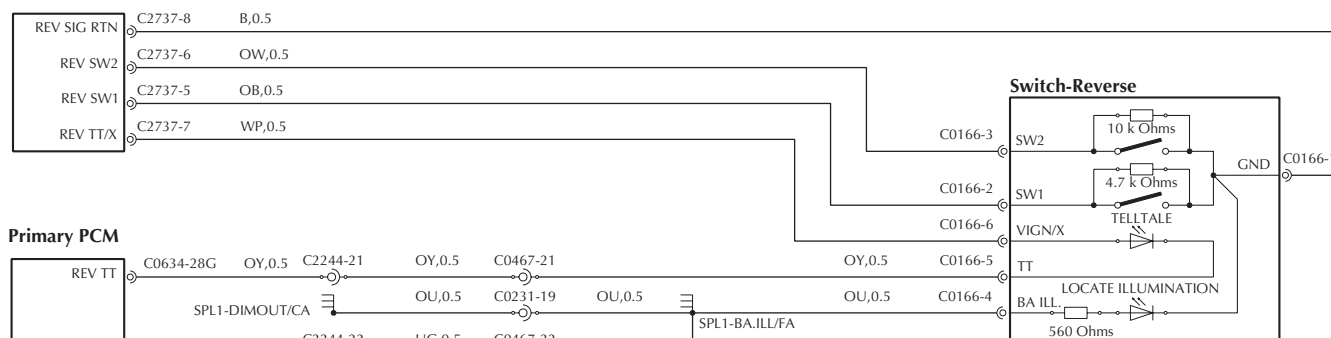 REV SIG RTN C2737-8 B,0.5
REV SW2 C2737-6 OW,0.5
REV SW1 C2737-5 OB,0.5
REV TT/X C2737-7 WP,0.5
Switch-Reverse
10 k Ohms
C0166-3 SW2
GND C0166-
4.7 k Ohms
C0166-2 SW1
TELLTALE
C0166-6 VIGN/X
Primary PCM
REV TT C0634-28G OY,0.5 C2244-21 OY,0.5 C0467-21 OY,0.5 C0166-5 TT
LOCATE ILLUMINATION
SPL1-DIMOUT/CA OU,0.5 C0231-19 OU,0.5 OU,0.5 C0166-4 BA ILL.
SPL1-BA.ILL/FA
560 Ohms